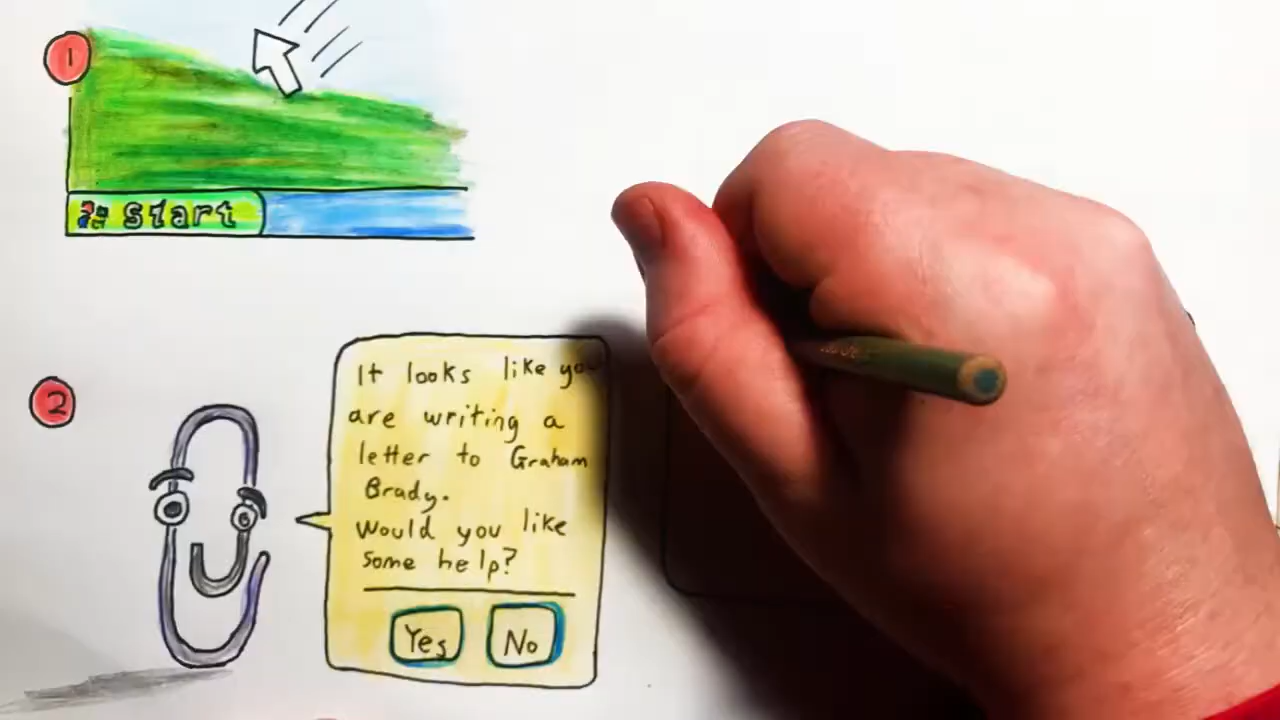 1
start
2
It looks like you
are writing a
letter to Graham
Brady.
Would you like
some help?
Yes No